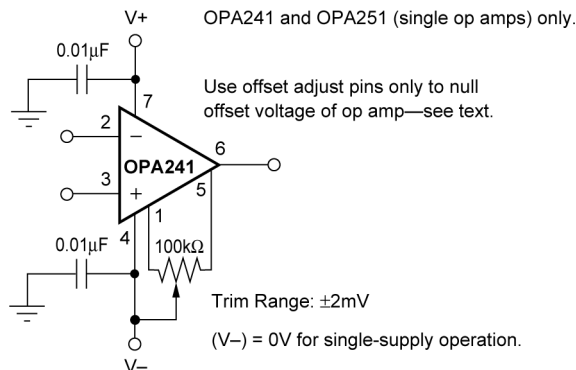 V+
OPA241 and OPA251 (single op amps) only.
0.01µF
7
Use offset adjust pins only to null
offset voltage of op amp—see text.
2
−
6
OPA241
3
+
5
1
4
0.01µF
100kΩ
Trim Range: ±2mV
(V–) = 0V for single-supply operation.
V–